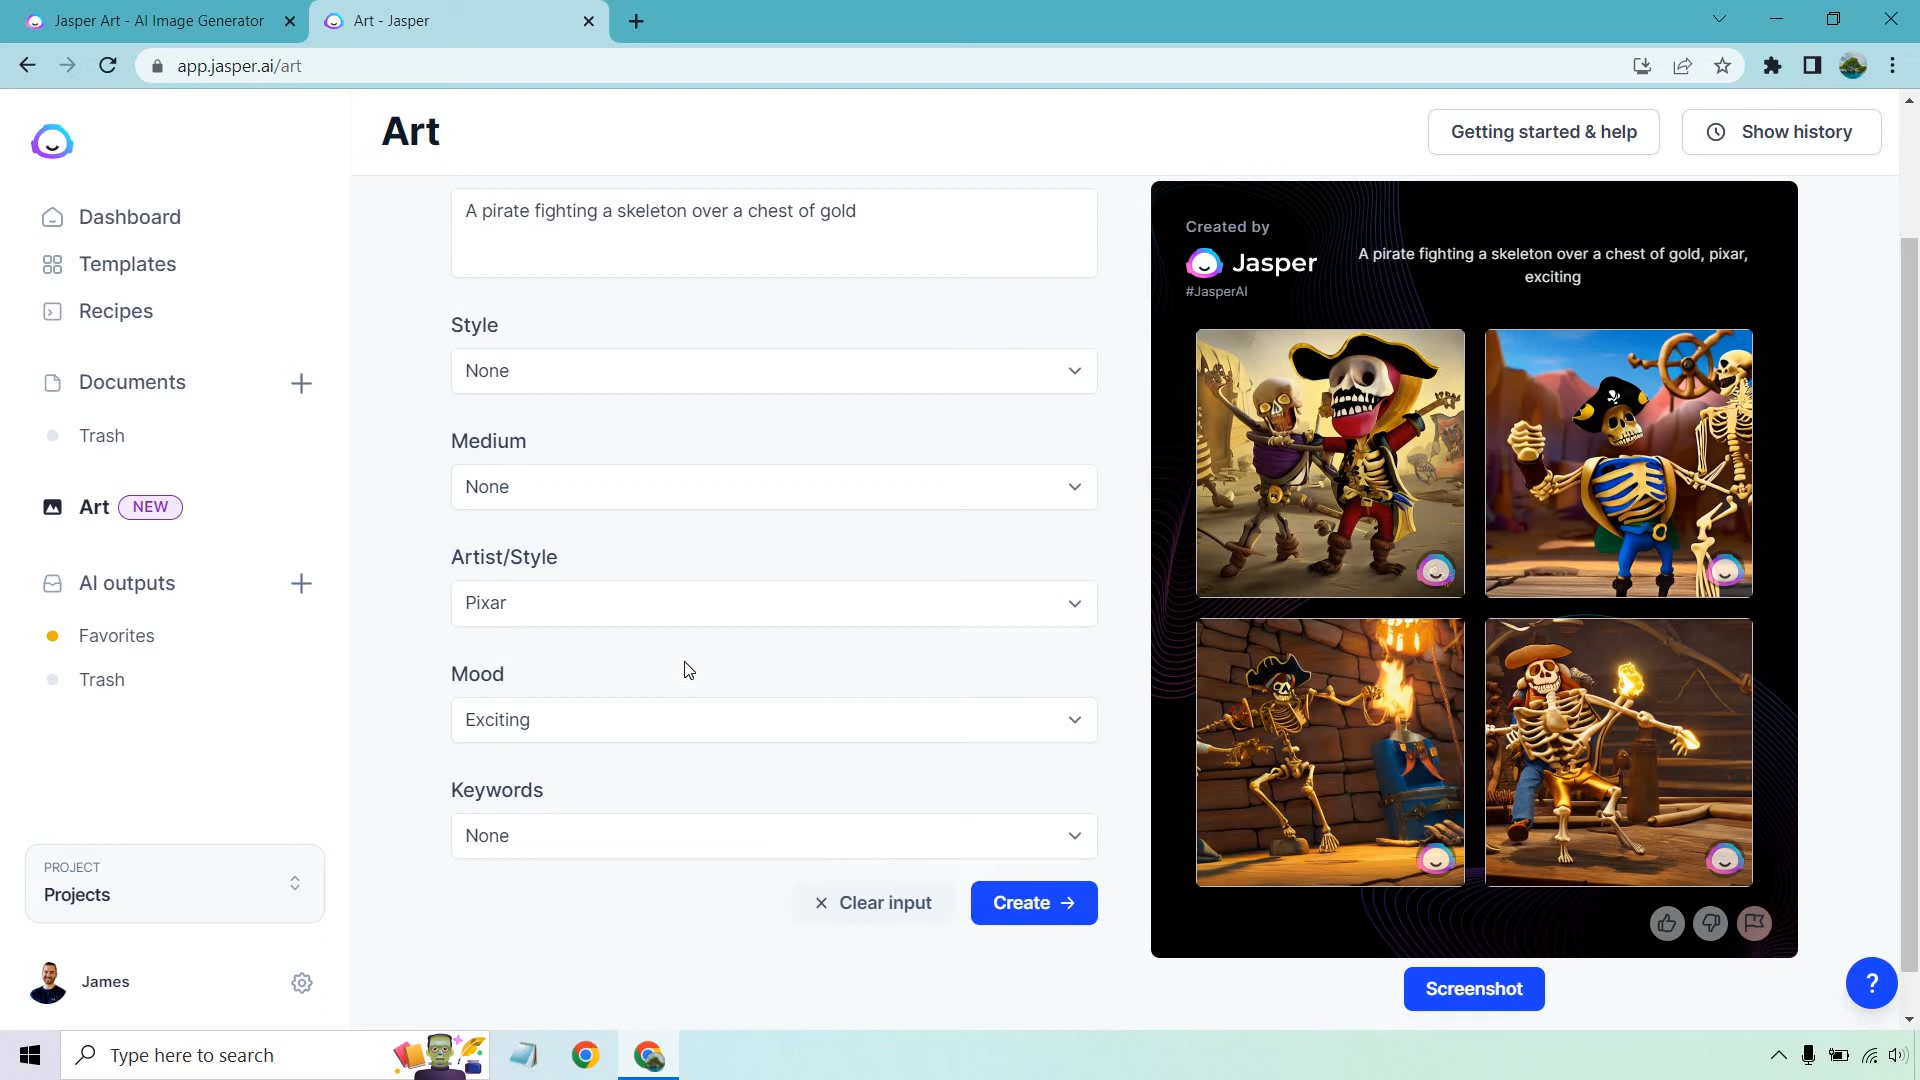 Jasper Art - AI Image Generator
Art - Jasper
app.jasper.ai/art
Art
Getting started & help
Show history
Dashboard
Templates
Recipes
Documents
Trash
Art NEW
AI outputs
Favorites
Trash
PROJECT
Projects
James
A pirate fighting a skeleton over a chest of gold
Style
None
Medium
None
Artist/Style
Pixar
Mood
Exciting
Keywords
None
Clear input
Create
Created by
Jasper
#JasperAI
A pirate fighting a skeleton over a chest of gold, pixar,
exciting
Screenshot
?
Type here to search